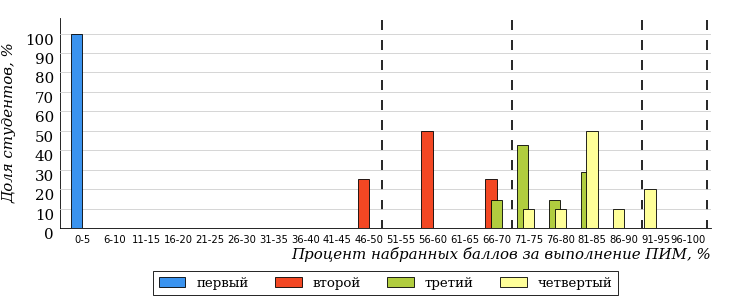 Доля студентов, %
100
90
80
70
60
50
40
30
20
10
0
0-5 6-10 11-15 16-20 21-25 26-30 31-35 36-40 41-45 46-50 51-55 56-60 61-65 66-70 71-75 76-80 81-85 86-90 91-95 96-100
Процент набранных баллов за выполнение ПИМ, %
первый второй третий четвертый